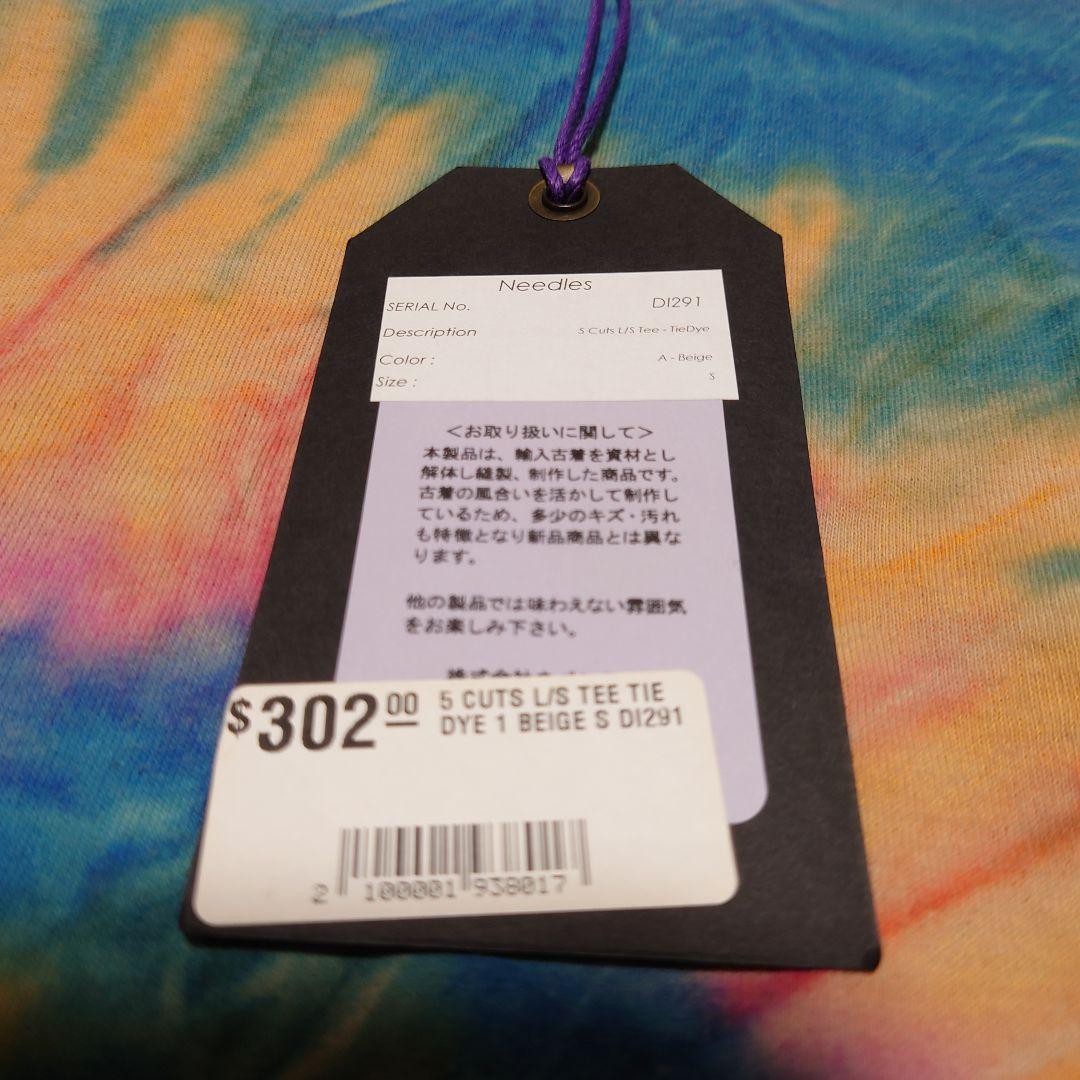 Needles
SERIAL No. DI291
Description 5 Cuts L/S Tee - TieDye
Color : A - Beige
Size : S
＜お取り扱いに関して＞
本製品は、輸入古着を資材とし
解体し縫製、制作した商品です。
古着の風合いを活かして制作し
ているため、多少のキズ・汚れ
も特徴となり新品商品とは異な
ります。
他の製品では味わえない雰囲気
をお楽しみ下さい。
株式会社
$302 00 5 CUTS L/S TEE TIE
DYE 1 BEIGE S DI291
2 100001 938017